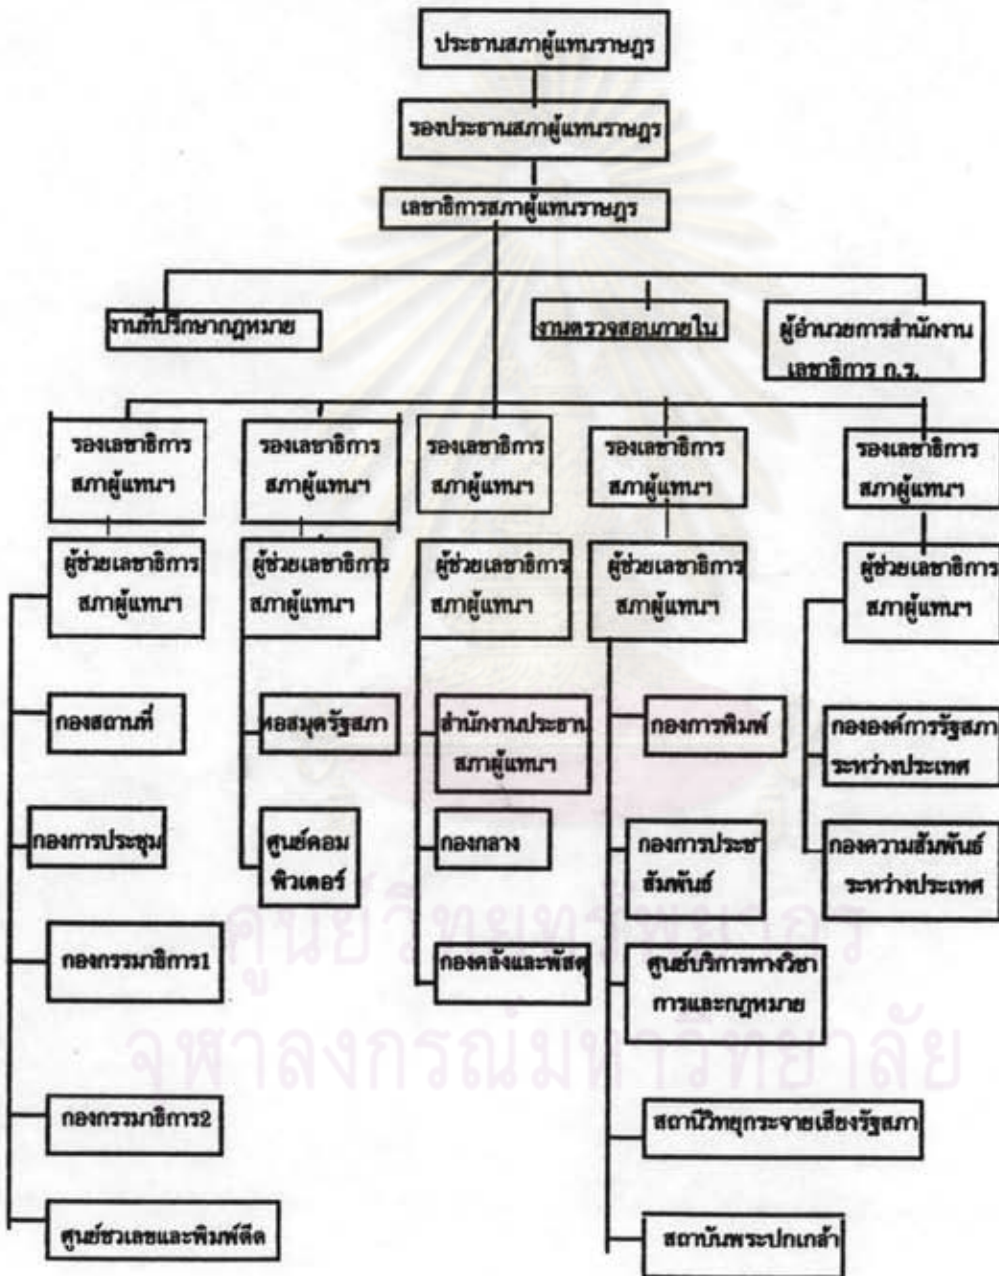 ประธานสภาผู้แทนราษฎร
รองประธานสภาผู้แทนราษฎร
เลขาธิการสภาผู้แทนราษฎร
งานที่ปรึกษากฎหมาย
งานตรวจสอบภายใน
ผู้อำนวยการสำนักงาน
เลขาธิการ ก.ร.
รองเลขาธิการ
สภาผู้แทนฯ
รองเลขาธิการ
สภาผู้แทนฯ
รองเลขาธิการ
สภาผู้แทนฯ
รองเลขาธิการ
สภาผู้แทนฯ
รองเลขาธิการ
สภาผู้แทนฯ
ผู้ช่วยเลขาธิการ
สภาผู้แทนฯ
ผู้ช่วยเลขาธิการ
สภาผู้แทนฯ
ผู้ช่วยเลขาธิการ
สภาผู้แทนฯ
ผู้ช่วยเลขาธิการ
สภาผู้แทนฯ
ผู้ช่วยเลขาธิการ
สภาผู้แทนฯ
กองสถานที่
กองการประชุม
กองกรรมาธิการ1
กองกรรมาธิการ2
ศูนย์ชวเลขและพิมพ์ดีด
หอสมุดรัฐสภา
ศูนย์คอม
พิวเตอร์
สำนักงานประธาน
สภาผู้แทนฯ
กองกลาง
กองคลังและพัสดุ
กองการพิมพ์
กองการประชา
สัมพันธ์
ศูนย์บริการทางวิชา
การและกฎหมาย
สถานีวิทยุกระจายเสียงรัฐสภา
สถาบันพระปกเกล้า
กององค์การรัฐสภา
ระหว่างประเทศ
กองความสัมพันธ์
ระหว่างประเทศ
ศูนย์วิทยทรัพยากร
จุฬาลงกรณ์มหาวิทยาลัย